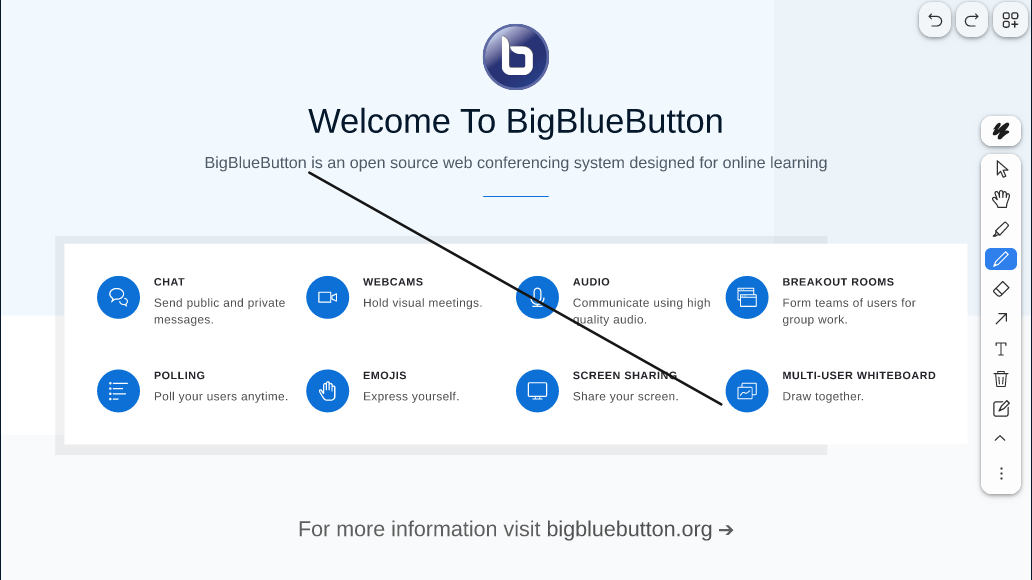 Welcome To BigBlueButton
BigBlueButton is an open source web conferencing system designed for online learning
CHAT
Send public and private
messages.
WEBCAMS
Hold visual meetings.
AUDIO
Communicate using high
quality audio.
BREAKOUT ROOMS
Form teams of users for
group work.
POLLING
Poll your users anytime.
EMOJIS
Express yourself.
SCREEN SHARING
Share your screen.
MULTI-USER WHITEBOARD
Draw together.
For more information visit bigbluebutton.org ➔